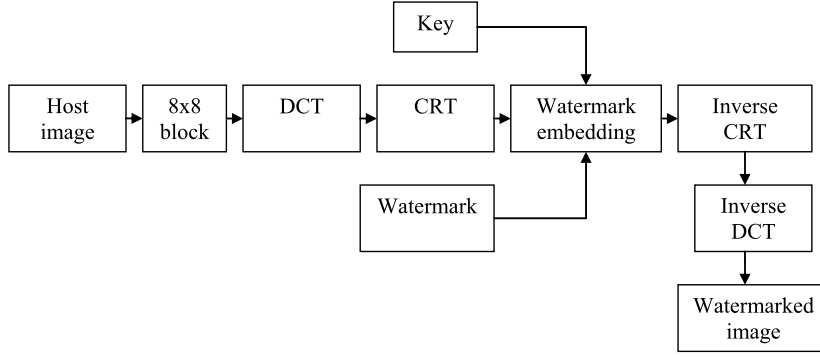 Key
Host
image
8x8
block
DCT
CRT
Watermark
embedding
Inverse
CRT
Watermark
Inverse
DCT
Watermarked
image